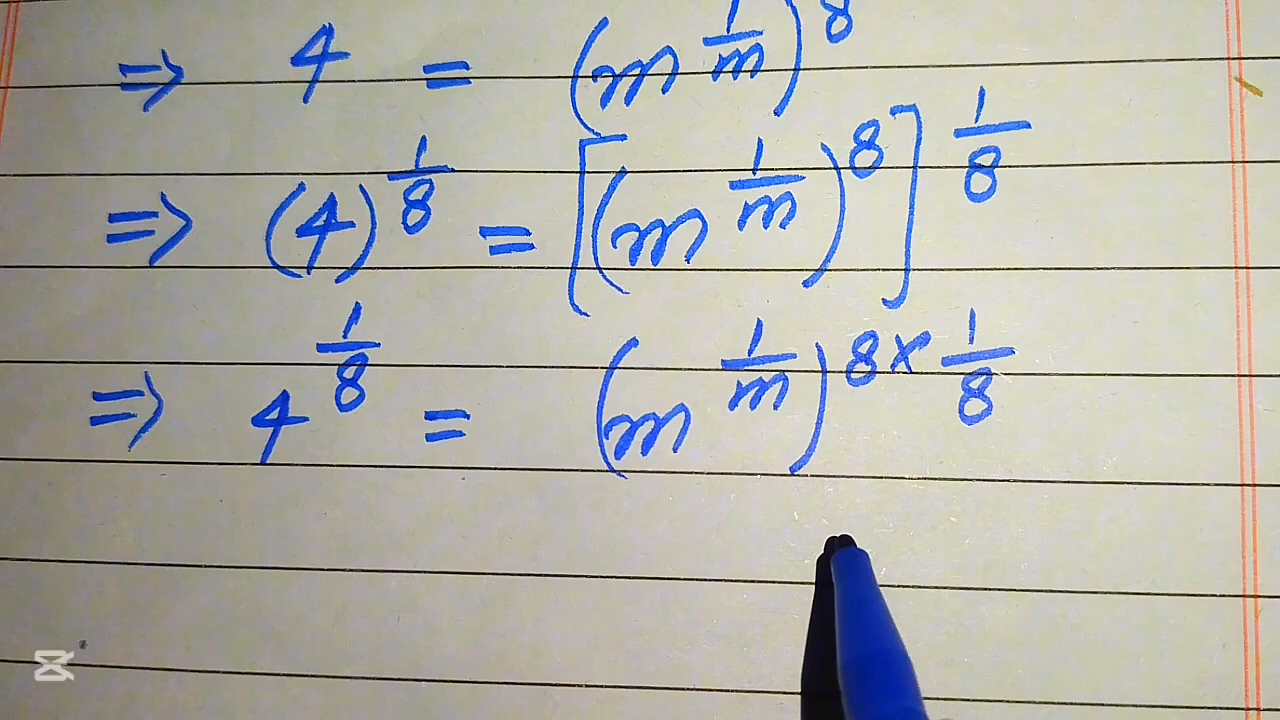 ⇒ 4 = (m^(1/m))^8
⇒ (4)^(1/8) = [(m^(1/m))^8]^(1/8)
⇒ 4^(1/8) = (m^(1/m))^(8×1/8)